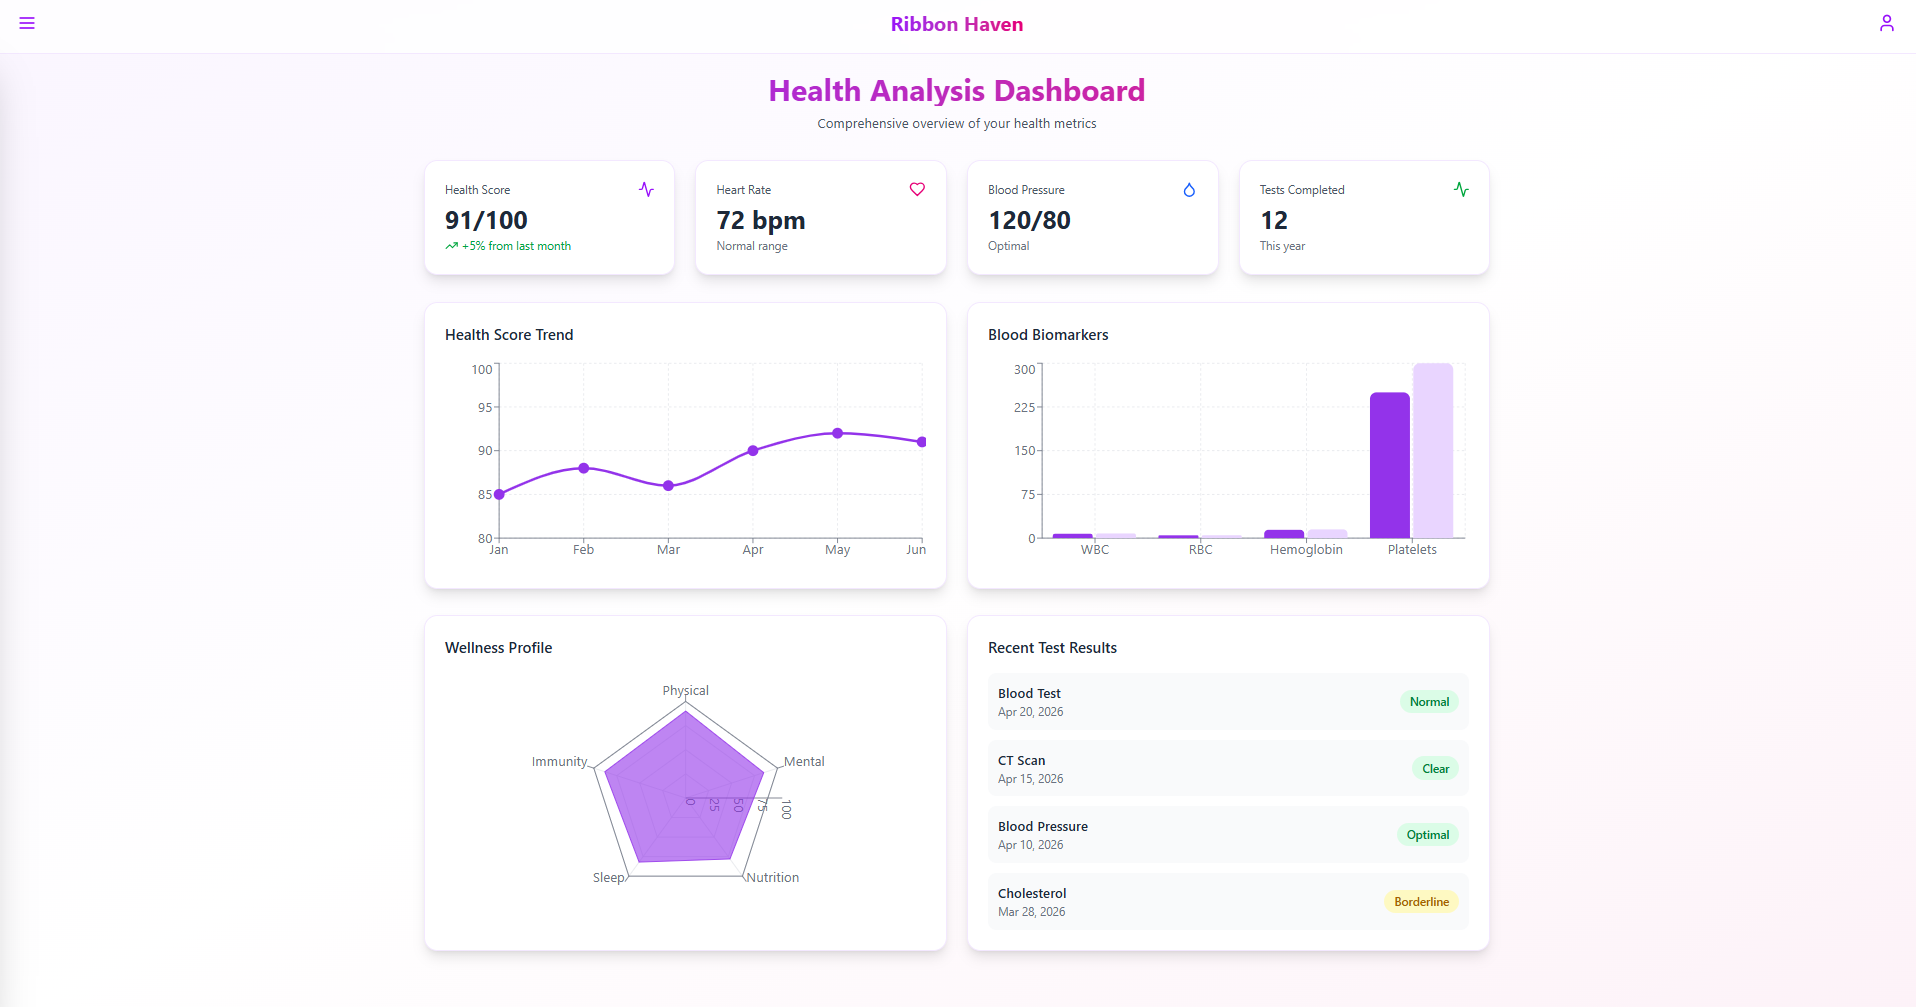 Ribbon Haven
Health Analysis Dashboard
Comprehensive overview of your health metrics
Health Score
91/100
+5% from last month
Heart Rate
72 bpm
Normal range
Blood Pressure
120/80
Optimal
Tests Completed
12
This year
Health Score Trend
100
95
90
85
80
Jan Feb Mar Apr May Jun
Blood Biomarkers
300
225
150
75
0
WBC RBC Hemoglobin Platelets
Wellness Profile
Physical
Immunity Mental
0 25 50 75 100
Sleep Nutrition
Recent Test Results
Blood Test
Apr 20, 2026
Normal
CT Scan
Apr 15, 2026
Clear
Blood Pressure
Apr 10, 2026
Optimal
Cholesterol
Mar 28, 2026
Borderline